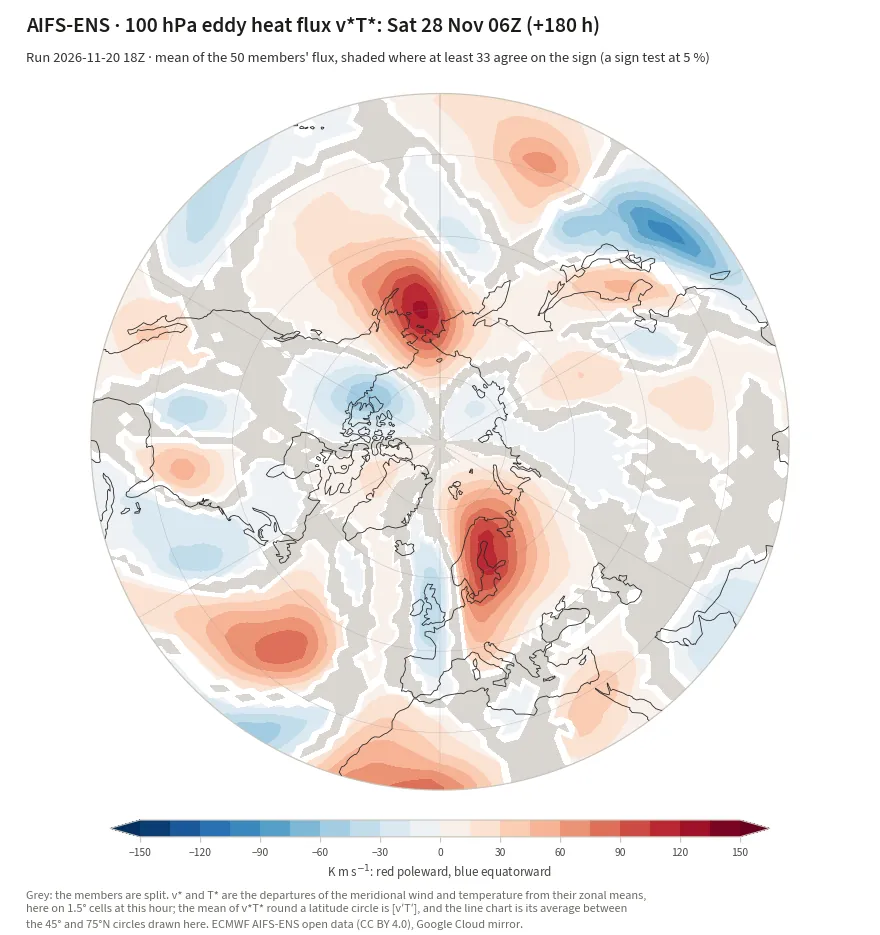 AIFS-ENS · 100 hPa eddy heat flux v*T*: Sat 28 Nov 06Z (+180 h)
Run 2026-11-20 18Z · mean of the 50 members' flux, shaded where at least 33 agree on the sign (a sign test at 5 %)
−150 −120 −90 −60 −30 0 30 60 90 120 150
K m s⁻¹: red poleward, blue equatorward
Grey: the members are split. v* and T* are the departures of the meridional wind and temperature from their zonal means,
here on 1.5° cells at this hour; the mean of v*T* round a latitude circle is [v′T′], and the line chart is its average between
the 45° and 75°N circles drawn here. ECMWF AIFS-ENS open data (CC BY 4.0), Google Cloud mirror.